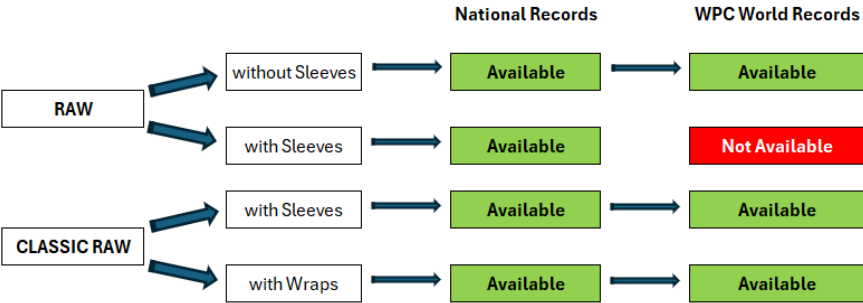 National Records WPC World Records
without Sleeves Available Available
RAW
with Sleeves Available Not Available
with Sleeves Available Available
CLASSIC RAW
with Wraps Available Available